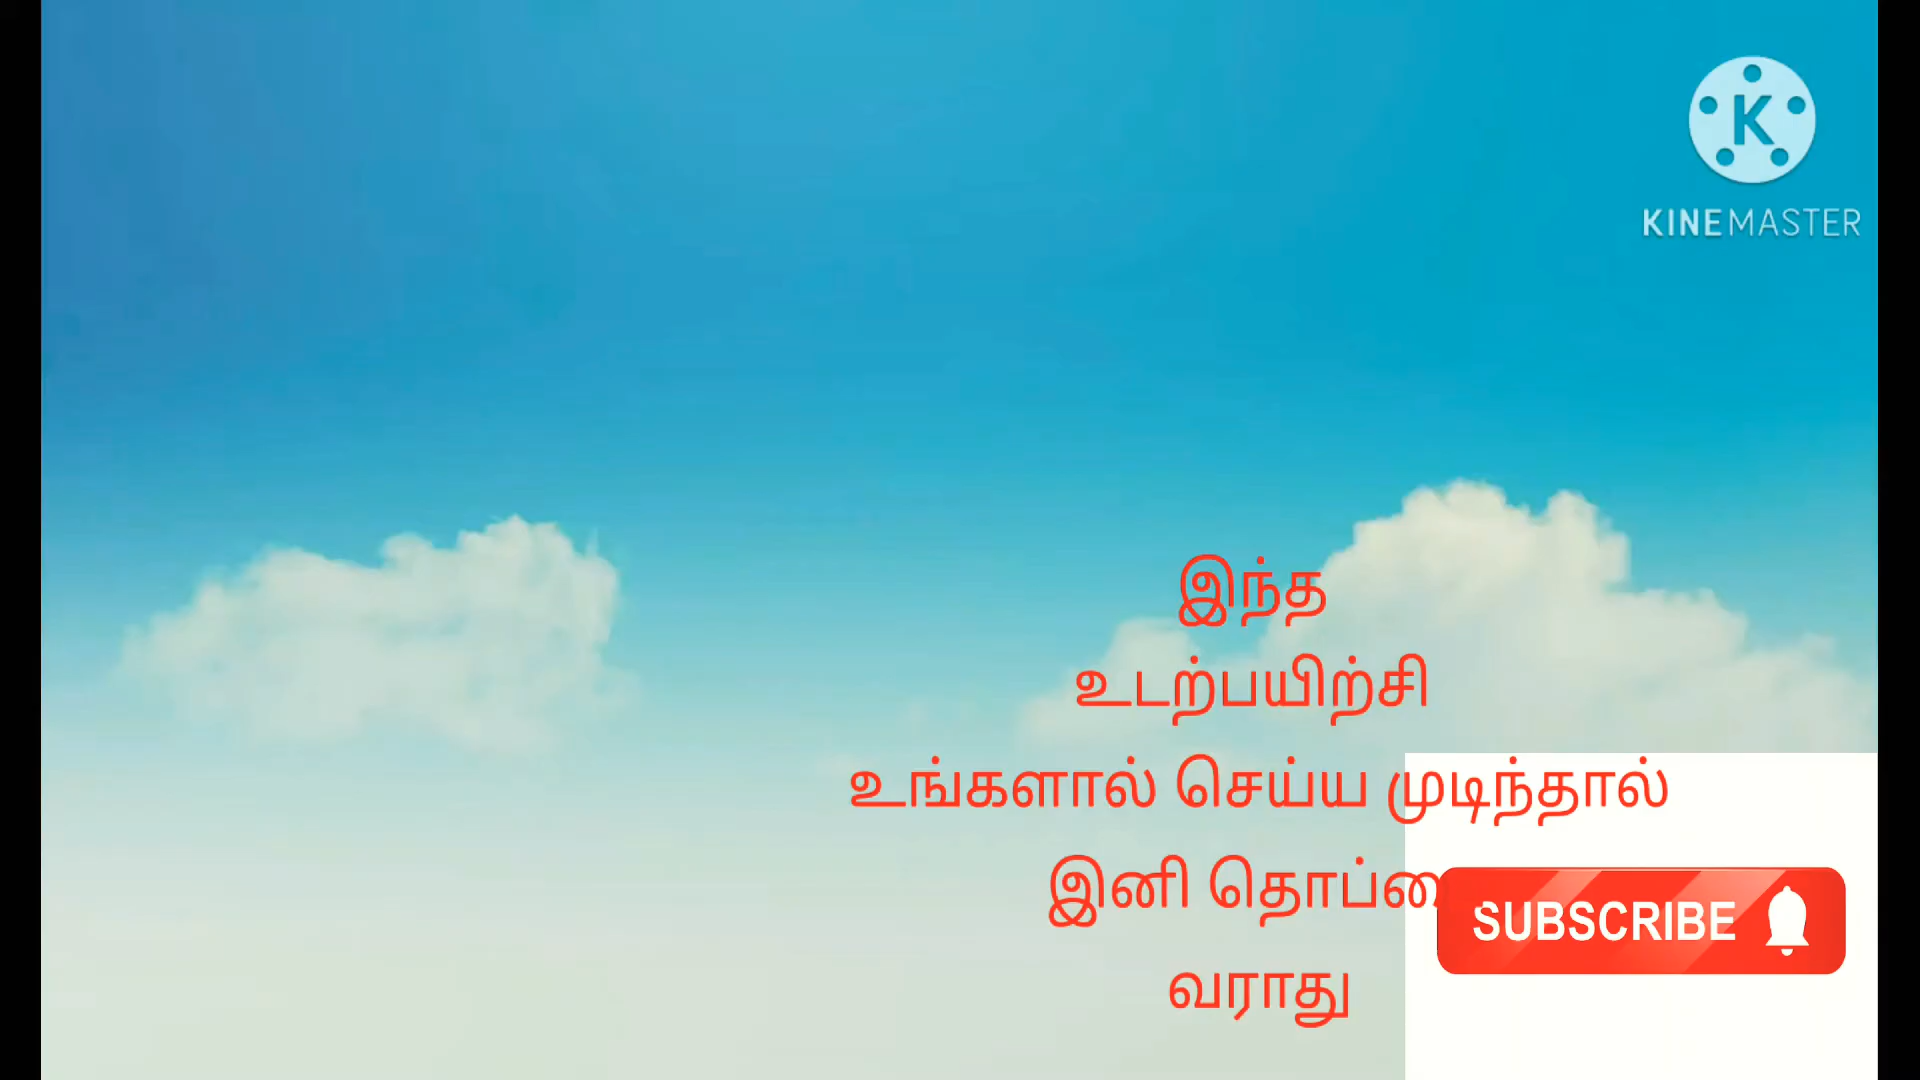 KINEMASTER
இந்த
உடற்பயிற்சி
உங்களால் செய்ய முடிந்தால்
இனி
வராது
SUBSCRIBE